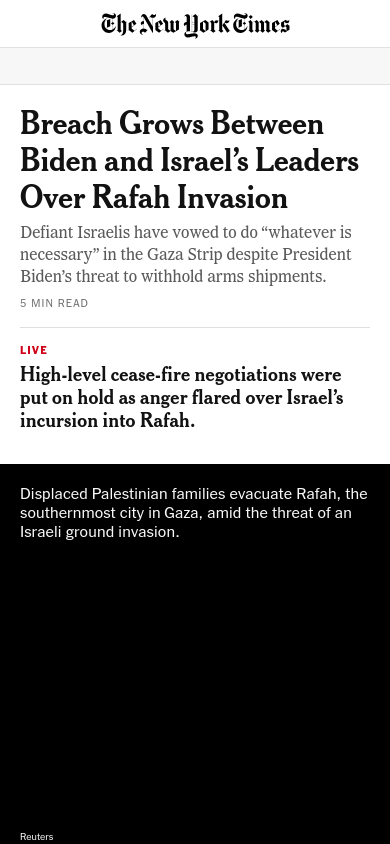 The New York Times
Breach Grows Between
Biden and Israel’s Leaders
Over Rafah Invasion
Defiant Israelis have vowed to do “whatever is
necessary” in the Gaza Strip despite President
Biden’s threat to withhold arms shipments.
5 MIN READ
LIVE
High-level cease-fire negotiations were
put on hold as anger flared over Israel’s
incursion into Rafah.
Displaced Palestinian families evacuate Rafah, the
southernmost city in Gaza, amid the threat of an
Israeli ground invasion.
Reuters